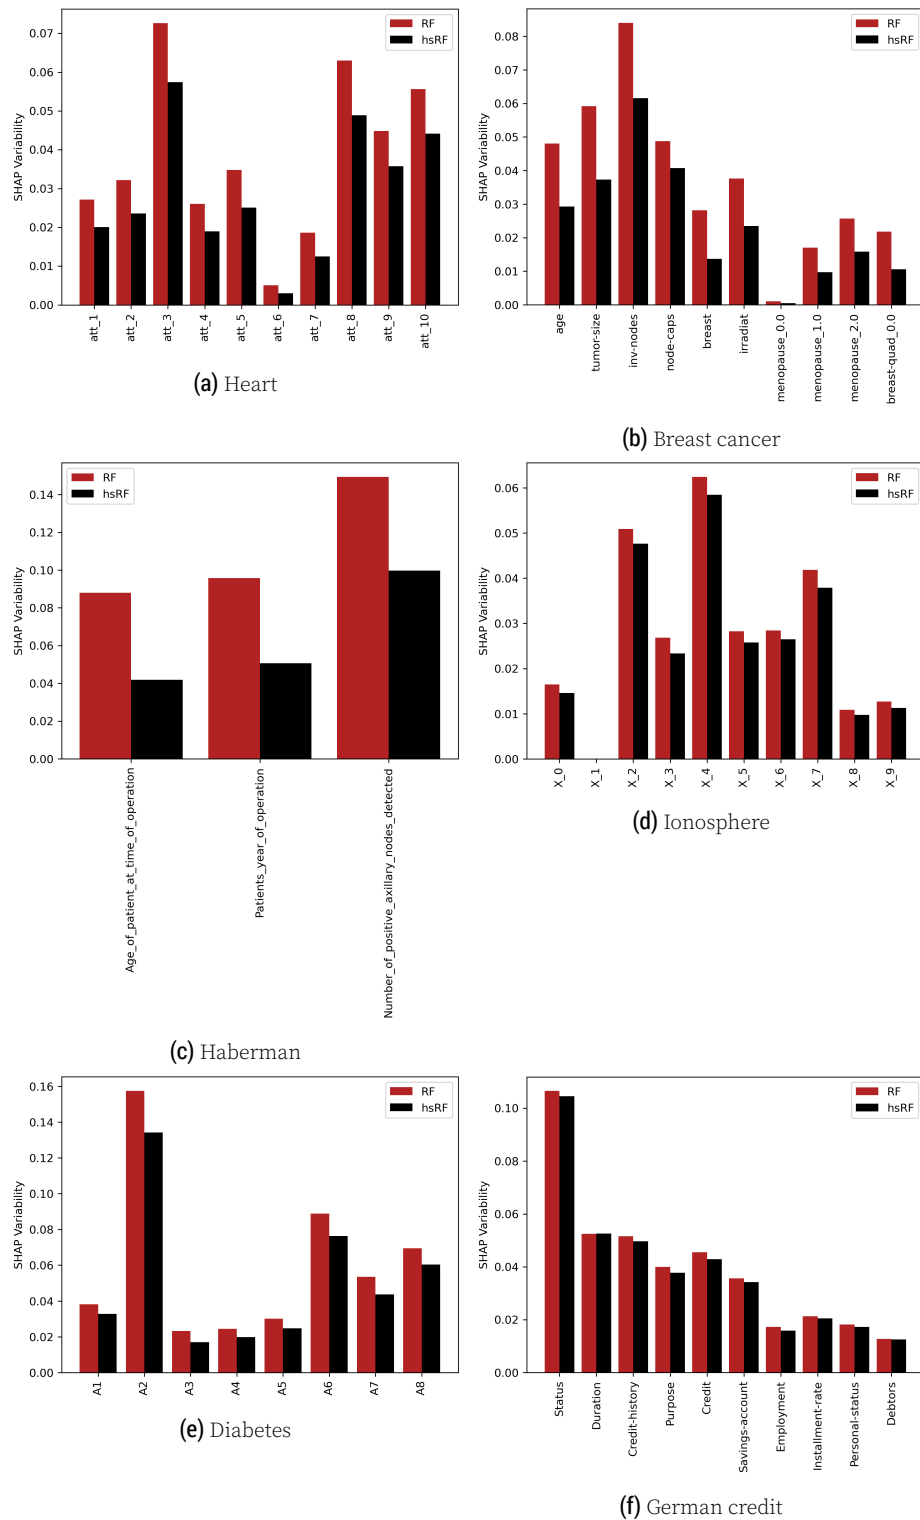 RF
hsRF
SHAP Variability
0.07
0.06
0.05
0.04
0.03
0.02
0.01
0.00
att_1
att_2
att_3
att_4
att_5
att_6
att_7
att_8
att_9
att_10
(a) Heart
RF
hsRF
SHAP Variability
0.08
0.07
0.06
0.05
0.04
0.03
0.02
0.01
0.00
age
tumor-size
inv-nodes
node-caps
breast
irradiat
menopause_0.0
menopause_1.0
menopause_2.0
breast-quad_0.0
(b) Breast cancer
RF
hsRF
SHAP Variability
0.14
0.12
0.10
0.08
0.06
0.04
0.02
0.00
Age_of_patient_at_time_of_operation
Patients_year_of_operation
Number_of_positive_axillary_nodes_detected
(c) Haberman
RF
hsRF
SHAP Variability
0.06
0.05
0.04
0.03
0.02
0.01
0.00
X_0
X_1
X_2
X_3
X_4
X_5
X_6
X_7
X_8
X_9
(d) Ionosphere
RF
hsRF
SHAP Variability
0.16
0.14
0.12
0.10
0.08
0.06
0.04
0.02
0.00
A1
A2
A3
A4
A5
A6
A7
A8
(e) Diabetes
RF
hsRF
SHAP Variability
0.10
0.08
0.06
0.04
0.02
0.00
Status
Duration
Credit-history
Purpose
Credit
Savings-account
Employment
Installment-rate
Personal-status
Debtors
(f) German credit